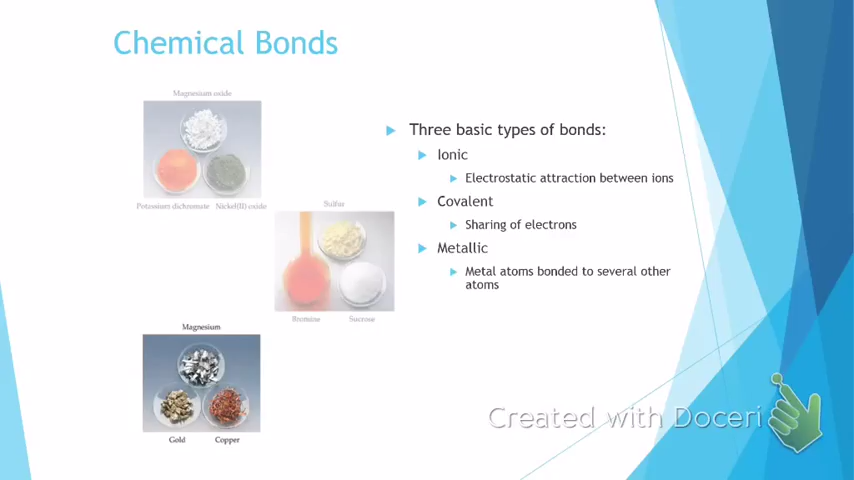 Chemical Bonds
Magnesium oxide
Potassium dichromate Nickel(II) oxide
Sulfur
Bromine Sucrose
Magnesium
Gold Copper
Three basic types of bonds:
Ionic
Electrostatic attraction between ions
Covalent
Sharing of electrons
Metallic
Metal atoms bonded to several other
atoms
Created with Doceri